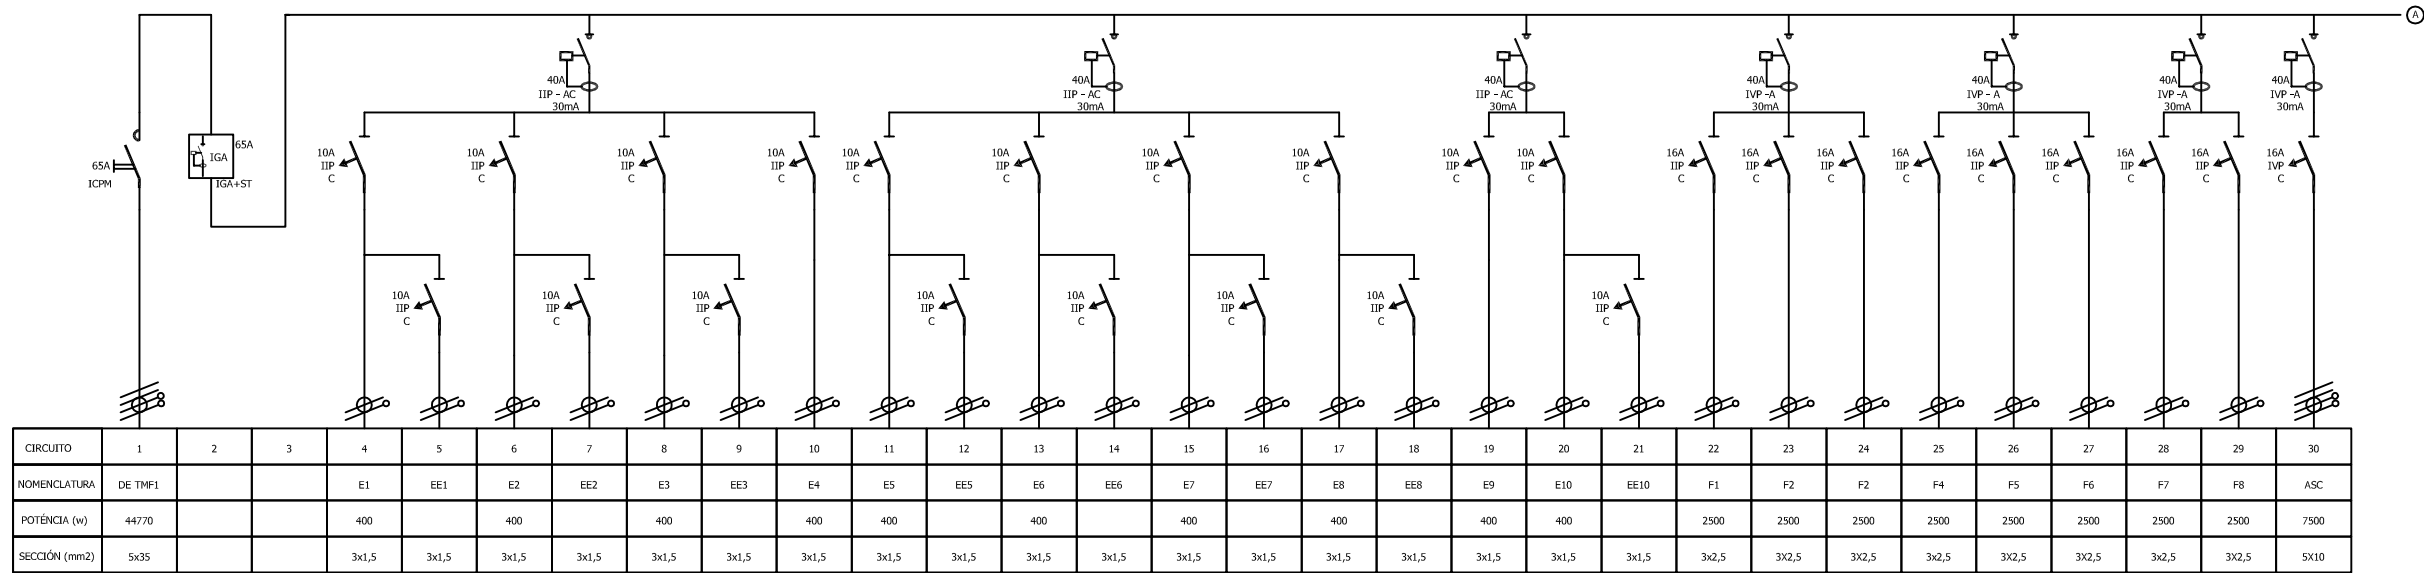 A
40A
IIP - AC
30mA
40A
IIP - AC
30mA
40A
IIP - AC
30mA
40A
IVP -A
30mA
40A
IVP - A
30mA
40A
IVP -A
30mA
40A
IVP -A
30mA
65A
ICPM
IGA
65A
IGA+ST
10A
IIP
C
10A
IIP
C
10A
IIP
C
10A
IIP
C
10A
IIP
C
10A
IIP
C
10A
IIP
C
10A
IIP
C
10A
IIP
C
10A
IIP
C
16A
IIP
C
16A
IIP
C
16A
IIP
C
16A
IIP
C
16A
IIP
C
16A
IIP
C
16A
IIP
C
16A
IIP
C
16A
IVP
C
10A
IIP
C
10A
IIP
C
10A
IIP
C
10A
IIP
C
10A
IIP
C
10A
IIP
C
10A
IIP
C
10A
IIP
C
CIRCUITO 1 2 3 4 5 6 7 8 9 10 11 12 13 14 15 16 17 18 19 20 21 22 23 24 25 26 27 28 29 30
NOMENCLATURA DE TMF1 E1 EE1 E2 EE2 E3 EE3 E4 E5 EE5 E6 EE6 E7 EE7 E8 EE8 E9 E10 EE10 F1 F2 F2 F4 F5 F6 F7 F8 ASC
POTÉNCIA (w) 44770 400 400 400 400 400 400 400 400 400 400 2500 2500 2500 2500 2500 2500 2500 2500 7500
SECCIÓN (mm2) 5x35 3x1,5 3x1,5 3x1,5 3x1,5 3x1,5 3x1,5 3x1,5 3x1,5 3x1,5 3x1,5 3x1,5 3x1,5 3x1,5 3x1,5 3x1,5 3x1,5 3x1,5 3x1,5 3x2,5 3X2,5 3X2,5 3x2,5 3X2,5 3X2,5 3x2,5 3X2,5 5X10